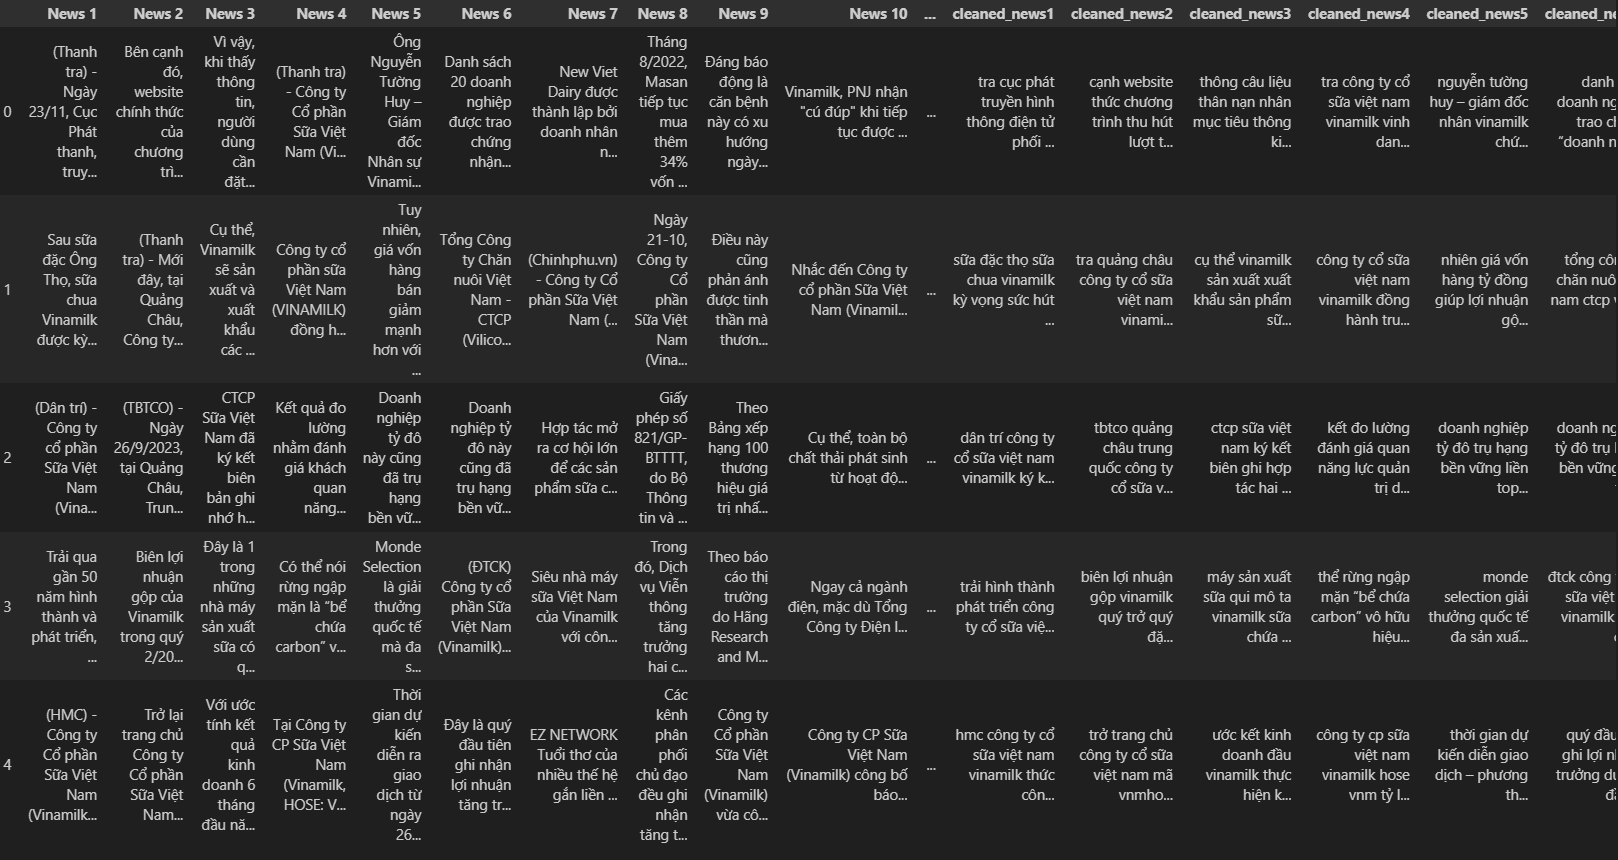 News 1 News 2 News 3 News 4 News 5 News 6 News 7 News 8 News 9 News 10 ... cleaned_news1 cleaned_news2 cleaned_news3 cleaned_news4 cleaned_news5
0
(Thanh
tra) -
Ngày
23/11, Cục
Phát
thanh,
truy...
Bên cạnh
đó,
website
chính thức
của
chương
trì...
Vì vậy,
khi thấy
thông
tin,
người
dùng
cần
đặt...
(Thanh tra)
- Công ty
Cổ phần
Sữa Việt
Nam (Vi...
Ông
Nguyễn
Tường
Huy –
Giám
đốc
Nhân sự
Vinami...
Danh sách
20 doanh
nghiệp
được trao
chứng
nhận...
New Viet
Dairy được
thành lập bởi
doanh nhân
n...
Tháng
8/2022,
Masan
tiếp tục
mua
thêm
34%
vốn ...
Đáng báo
động là
căn bệnh
này có xu
hướng
ngày...
Vinamilk, PNJ nhận
"cú đúp" khi tiếp
tục được ...
...
tra cục phát
truyền hình
thông điện tử
phối ...
cạnh website
thức chương
trình thu hút
lượt t...
thông câu liệu
thân nạn nhân
mục tiêu thông
ki...
tra công ty cổ
sữa việt nam
vinamilk vinh
dan...
nguyễn tường
huy – giám đốc
nhân vinamilk
chứ...
danh
doanh
trao
“doanh
1
Sau sữa
đặc Ông
Thọ, sữa
chua
Vinamilk
được kỳ...
(Thanh
tra) - Mới
đây, tại
Quảng
Châu,
Công ty...
Cụ thể,
Vinamilk
sẽ sản
xuất và
xuất
khẩu
các ...
Công ty cổ
phần sữa
Việt Nam
(VINAMILK)
đồng h...
Tuy
nhiên,
giá vốn
hàng
bán
giảm
mạnh
hơn với
...
Tổng Công
ty Chăn
nuôi Việt
Nam -
CTCP
(Vilico...
(Chinhphu.vn)
- Công ty Cổ
phần Sữa Việt
Nam (...
Ngày
21-10,
Công ty
Cổ
phần
Sữa Việt
Nam
(Vina...
Điều này
cũng
phản ánh
được tinh
thần mà
thươn...
Nhắc đến Công ty
cổ phần Sữa Việt
Nam (Vinamil...
...
sữa đặc thọ sữa
chua vinamilk
kỳ vọng sức hút
...
tra quảng châu
công ty cổ sữa
việt nam
vinami...
cụ thể vinamilk
sản xuất xuất
khẩu sản phẩm
sữ...
công ty cổ sữa
việt nam
vinamilk đồng
hành tru...
nhiên giá vốn
hàng tỷ đồng
giúp lợi nhuận
gộ...
tổng
chăn
nam ctcp
2
(Dân trí) -
Công ty
cổ phần
Sữa Việt
Nam
(Vina...
(TBTCO) -
Ngày
26/9/2023,
tại Quảng
Châu,
Trun...
CTCP
Sữa Việt
Nam đã
ký kết
biên
bản ghi
nhớ h...
Kết quả đo
lường
nhằm đánh
giá khách
quan
năng...
Doanh
nghiệp
tỷ đô
này cũng
đã trụ
hạng
bền vữ...
Doanh
nghiệp tỷ
đô này
cũng đã
trụ hạng
bền vữ...
Hợp tác mở
ra cơ hội lớn
để các sản
phẩm sữa c...
Giấy
phép số
821/GP-
BTTTT,
do Bộ
Thông
tin và ...
Theo
Bảng xếp
hạng 100
thương
hiệu giá
trị nhấ...
Cụ thể, toàn bộ
chất thải phát sinh
từ hoạt độ...
...
dân trí công ty
cổ sữa việt nam
vinamilk ký k...
tbtco quảng
châu trung
quốc công ty
cổ sữa v...
ctcp sữa việt
nam ký kết
biên ghi hợp
tác hai ...
kết đo lường
đánh giá quan
năng lực quản
trị d...
doanh nghiệp
tỷ đô trụ hạng
bền vững liền
top...
doanh
tỷ đô trụ
bền vững
3
Trải qua
gần 50
năm hình
thành và
phát triển,
...
Biên lợi
nhuận
gộp của
Vinamilk
trong quý
2/20...
Đây là 1
trong
những
nhà máy
sản xuất
sữa có
q...
Có thể nói
rừng ngập
mặn là “bể
chứa
carbon” v...
Monde
Selection
là giải
thưởng
quốc tế
mà đa
s...
(ĐTCK)
Công ty cổ
phần Sữa
Việt Nam
(Vinamilk)...
Siêu nhà máy
sữa Việt Nam
của Vinamilk
với côn...
Trong
đó, Dịch
vụ Viễn
thông
tăng
trưởng
hai c...
Theo báo
cáo thị
trường
do Hãng
Research
and M...
Ngay cả ngành
điện, mặc dù Tổng
Công ty Điện l...
...
trải hình thành
phát triển công
ty cổ sữa việ...
biên lợi nhuận
gộp vinamilk
quý trở quý
đặ...
máy sản xuất
sữa qui mô ta
vinamilk sữa
chứa ...
thể rừng ngập
mặn “bể chứa
carbon” vô hữu
hiệu...
monde
selection giải
thưởng quốc tế
đa sản xuấ...
đtck công
sữa việt
vinamilk
4
(HMC) -
Công ty
Cổ phần
Sữa Việt
Nam
(Vinamilk...
Trở lại
trang chủ
Công ty
Cổ phần
Sữa Việt
Nam...
Với ước
tính kết
quả
kinh
doanh 6
tháng
đầu nă...
Tại Công ty
CP Sữa Việt
Nam
(Vinamilk,
HOSE: V...
Thời
gian dự
kiến
diễn ra
giao
dịch từ
ngày
26...
Đây là quý
đầu tiên
ghi nhận
lợi nhuận
tăng tr...
EZ NETWORK
Tuổi thơ của
nhiều thế hệ
gắn liền ...
Các
kênh
phân
phối
chủ đạo
đều ghi
nhận
tăng t...
Công ty
Cổ phần
Sữa Việt
Nam
(Vinamilk)
vừa cô...
Công ty CP Sữa
Việt Nam
(Vinamilk) công bố
báo...
...
hmc công ty cổ
sữa việt nam
vinamilk thức
côn...
trở trang chủ
công ty cổ sữa
việt nam mã
vnmho...
ước kết kinh
doanh đầu
vinamilk thực
hiện k...
công ty cp sữa
việt nam
vinamilk hose
vnm tỷ l...
thời gian dự
kiến diễn giao
dịch – phương
th...
quý đầu
ghi lợi
trưởng